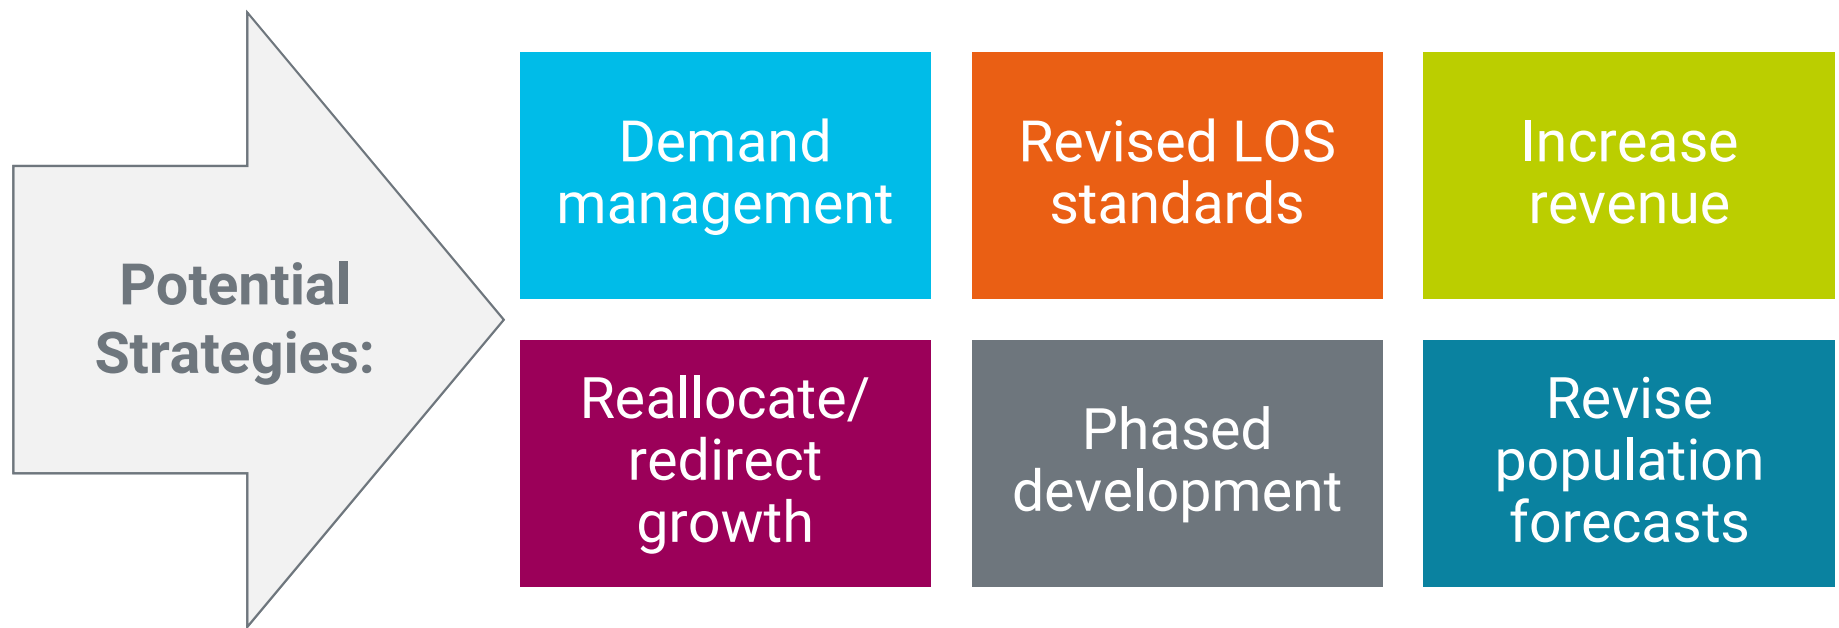 Potential
Strategies:
Demand
management
Revised LOS
standards
Increase
revenue
Reallocate/
redirect
growth
Phased
development
Revise
population
forecasts